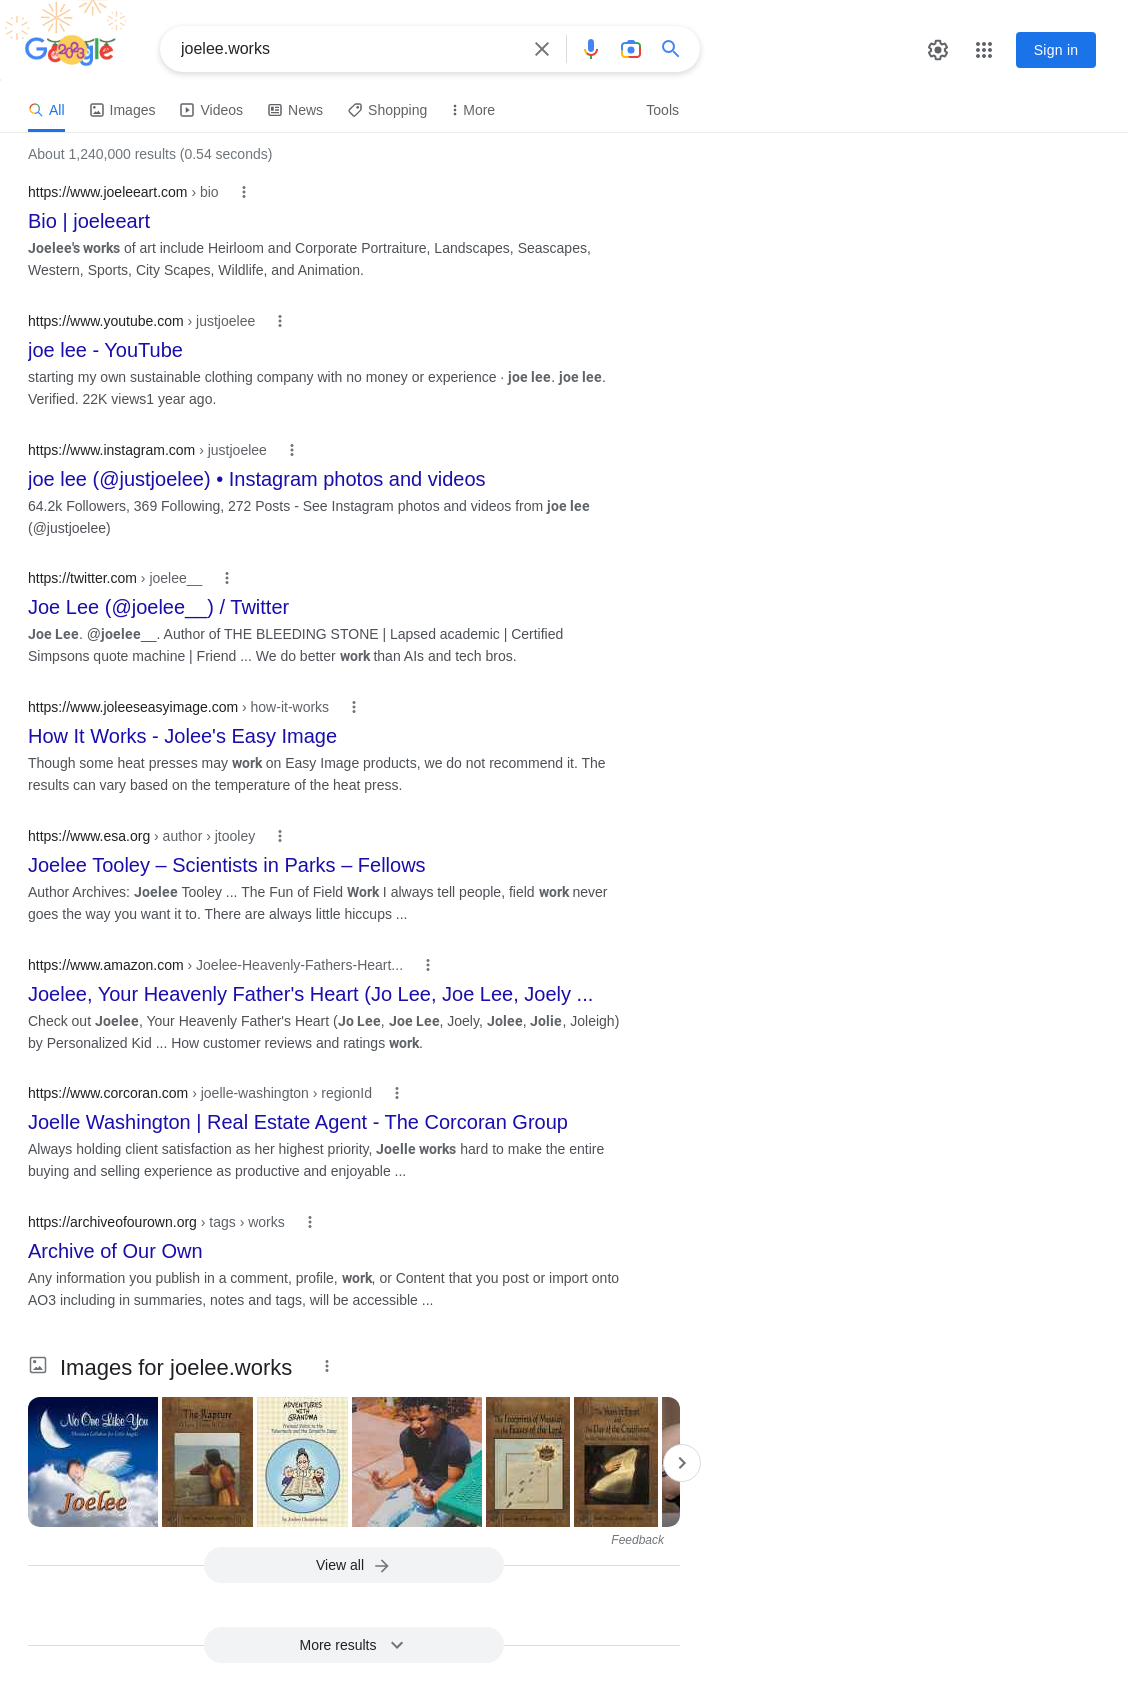 Google
joelee.works
Sign in
All
Images
Videos
News
Shopping
More
Tools
About 1,240,000 results (0.54 seconds)
https://www.joeleeart.com › bio
Bio | joeleeart
Joelee's works of art include Heirloom and Corporate Portraiture, Landscapes, Seascapes,
Western, Sports, City Scapes, Wildlife, and Animation.
https://www.youtube.com › justjoelee
joe lee - YouTube
starting my own sustainable clothing company with no money or experience · joe lee. joe lee.
Verified. 22K views1 year ago.
https://www.instagram.com › justjoelee
joe lee (@justjoelee) • Instagram photos and videos
64.2k Followers, 369 Following, 272 Posts - See Instagram photos and videos from joe lee
(@justjoelee)
https://twitter.com › joelee__
Joe Lee (@joelee__) / Twitter
Joe Lee. @joelee__. Author of THE BLEEDING STONE | Lapsed academic | Certified
Simpsons quote machine | Friend ... We do better work than AIs and tech bros.
https://www.joleeseasyimage.com › how-it-works
How It Works - Jolee's Easy Image
Though some heat presses may work on Easy Image products, we do not recommend it. The
results can vary based on the temperature of the heat press.
https://www.esa.org › author › jtooley
Joelee Tooley – Scientists in Parks – Fellows
Author Archives: Joelee Tooley ... The Fun of Field Work I always tell people, field work never
goes the way you want it to. There are always little hiccups ...
https://www.amazon.com › Joelee-Heavenly-Fathers-Heart...
Joelee, Your Heavenly Father's Heart (Jo Lee, Joe Lee, Joely ...
Check out Joelee, Your Heavenly Father's Heart (Jo Lee, Joe Lee, Joely, Jolee, Jolie, Joleigh)
by Personalized Kid ... How customer reviews and ratings work.
https://www.corcoran.com › joelle-washington › regionId
Joelle Washington | Real Estate Agent - The Corcoran Group
Always holding client satisfaction as her highest priority, Joelle works hard to make the entire
buying and selling experience as productive and enjoyable ...
https://archiveofourown.org › tags › works
Archive of Our Own
Any information you publish in a comment, profile, work, or Content that you post or import onto
AO3 including in summaries, notes and tags, will be accessible ...
Images for joelee.works
No One Like You
Joelee
The Rapture
ADVENTURES
WITH
GRANDMA
The Footprints of Messiah
in the Feasts of the Lord
Feedback
View all
More results